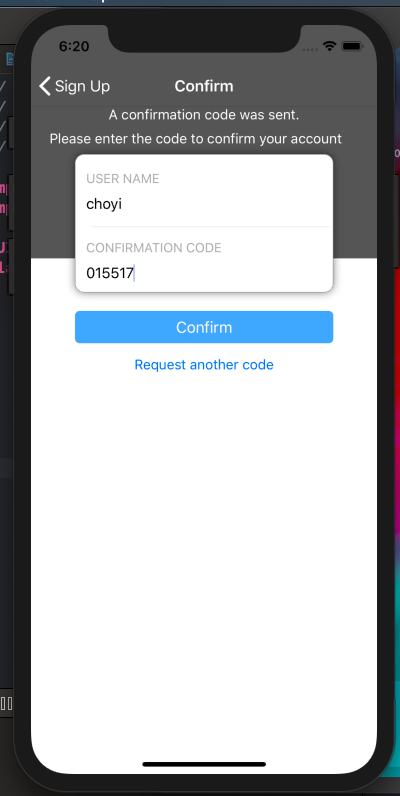 6:20
Sign Up
Confirm
A confirmation code was sent.
Please enter the code to confirm your account
USER NAME
choyi
CONFIRMATION CODE
015517
Confirm
Request another code